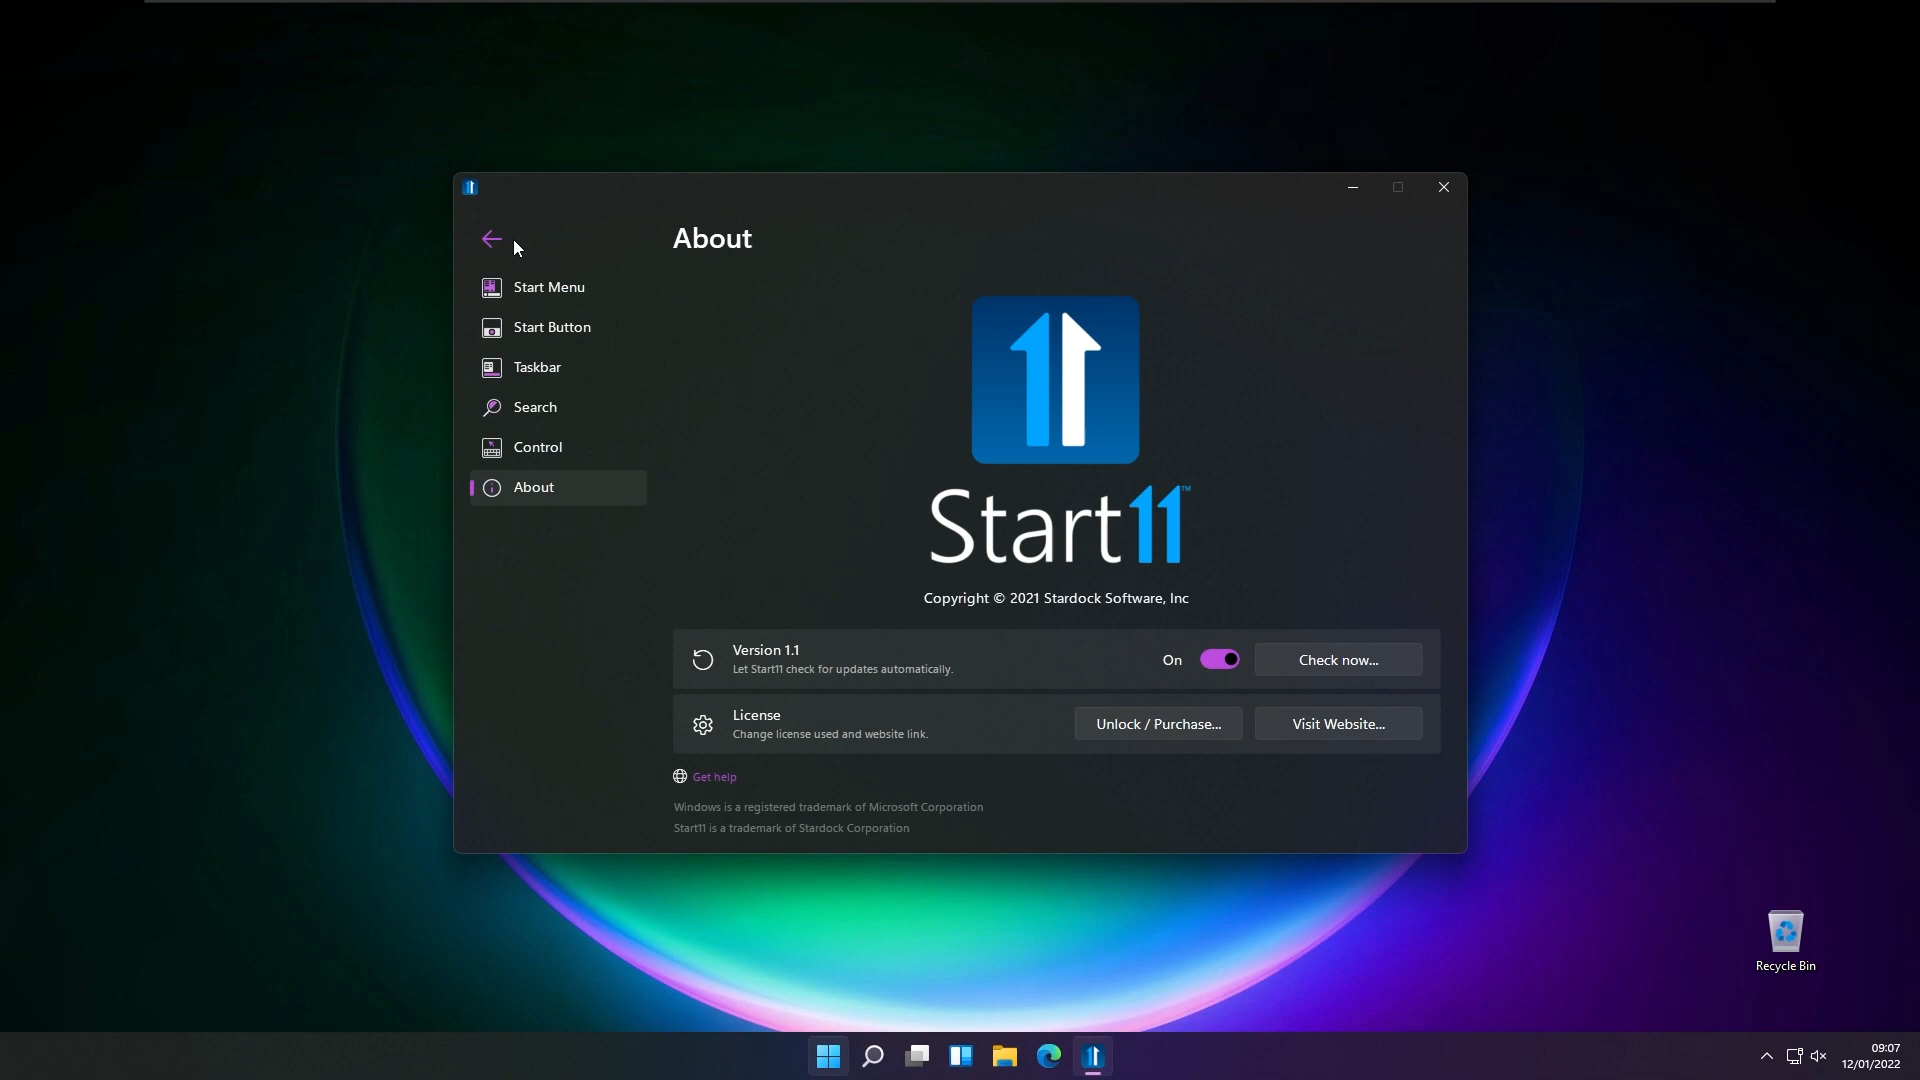 About
Start Menu
Start Button
Taskbar
Search
Control
About
Start11™
Copyright © 2021 Stardock Software, Inc
Version 1.1
Let Start11 check for updates automatically.
On
Check now...
License
Change license used and website link.
Unlock / Purchase...
Visit Website...
Get help
Windows is a registered trademark of Microsoft Corporation
Start11 is a trademark of Stardock Corporation
Recycle Bin
09:07
12/01/2022